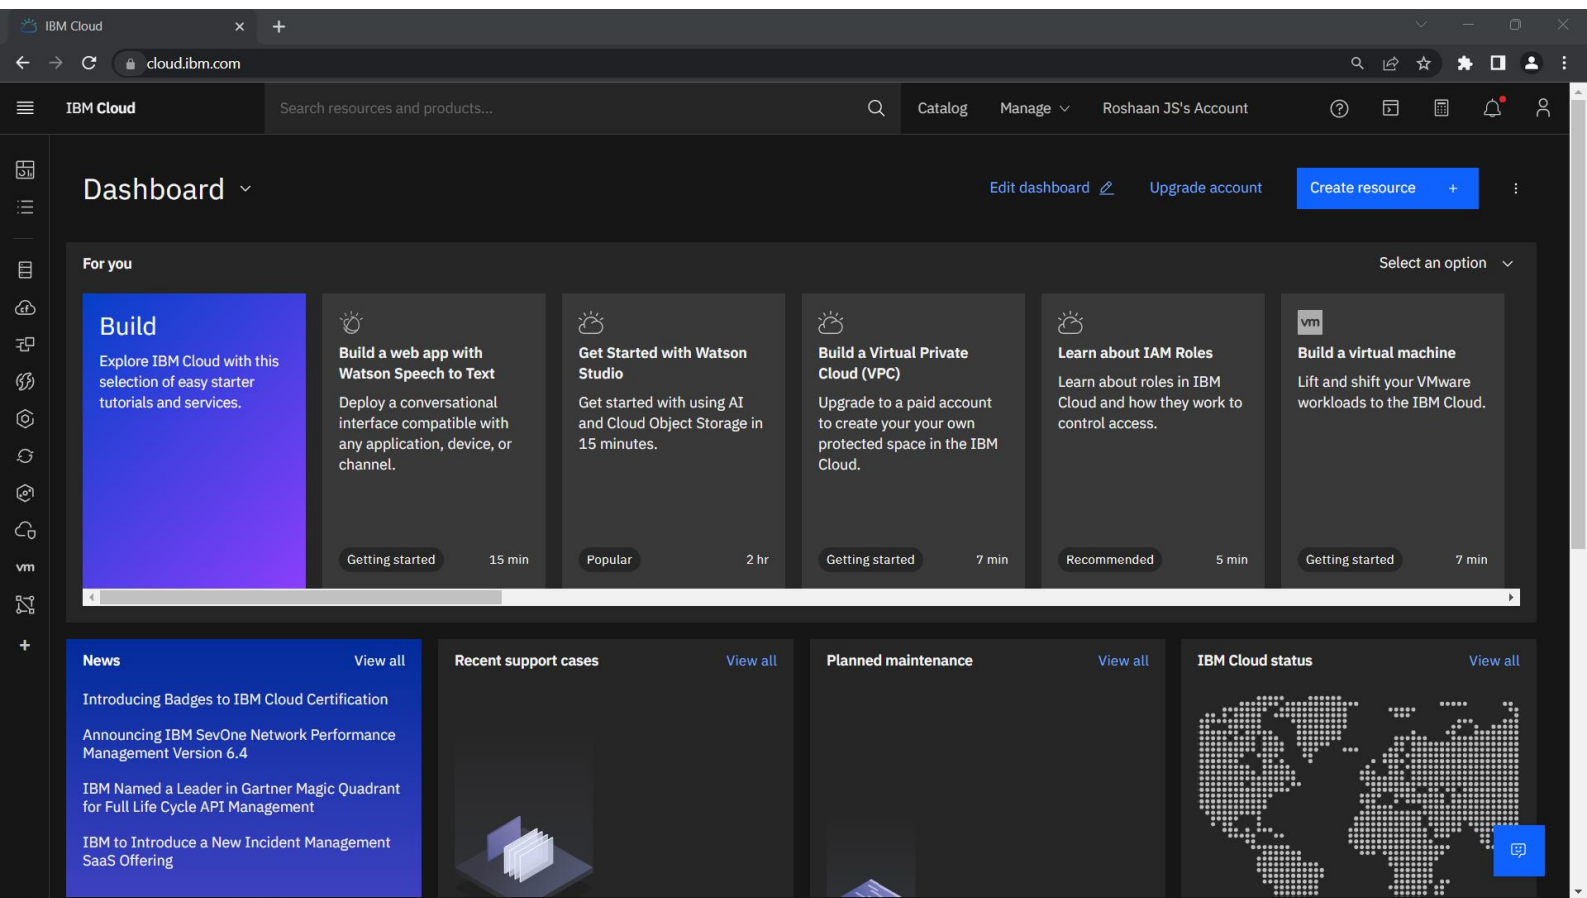 IBM Cloud
cloud.ibm.com
IBM Cloud
Search resources and products...
Catalog
Manage
Roshaan JS's Account
Dashboard
Edit dashboard
Upgrade account
Create resource +
For you
Select an option
Build
Explore IBM Cloud with this
selection of easy starter
tutorials and services.
Build a web app with
Watson Speech to Text
Deploy a conversational
interface compatible with
any application, device, or
channel.
Getting started
15 min
Get Started with Watson
Studio
Get started with using AI
and Cloud Object Storage in
15 minutes.
Popular
2 hr
Build a Virtual Private
Cloud (VPC)
Upgrade to a paid account
to create your your own
protected space in the IBM
Cloud.
Getting started
7 min
Learn about IAM Roles
Learn about roles in IBM
Cloud and how they work to
control access.
Recommended
5 min
vm
Build a virtual machine
Lift and shift your VMware
workloads to the IBM Cloud.
Getting started
7 min
vm
News
View all
Introducing Badges to IBM Cloud Certification
Announcing IBM SevOne Network Performance
Management Version 6.4
IBM Named a Leader in Gartner Magic Quadrant
for Full Life Cycle API Management
IBM to Introduce a New Incident Management
SaaS Offering
Recent support cases
View all
Planned maintenance
View all
IBM Cloud status
View all